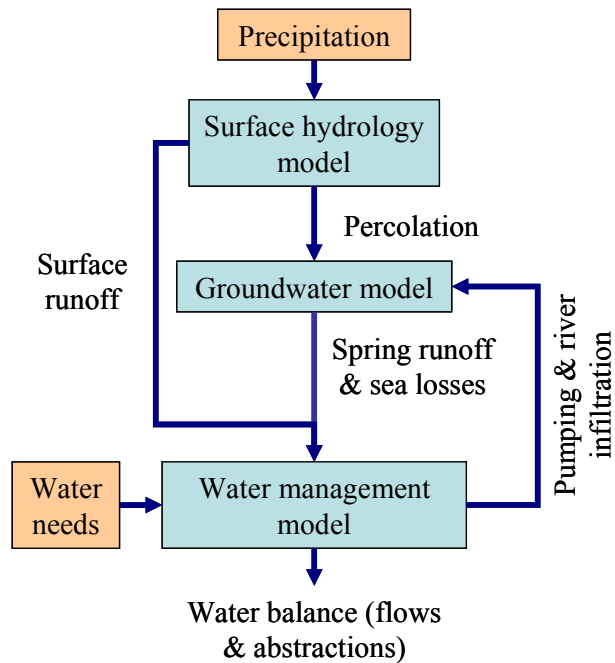 Precipitation
Surface hydrology
model
Percolation
Surface
runoff
Groundwater model
Spring runoff
& sea losses
Pumping & river
infiltration
Water
needs
Water management
model
Water balance (flows
& abstractions)